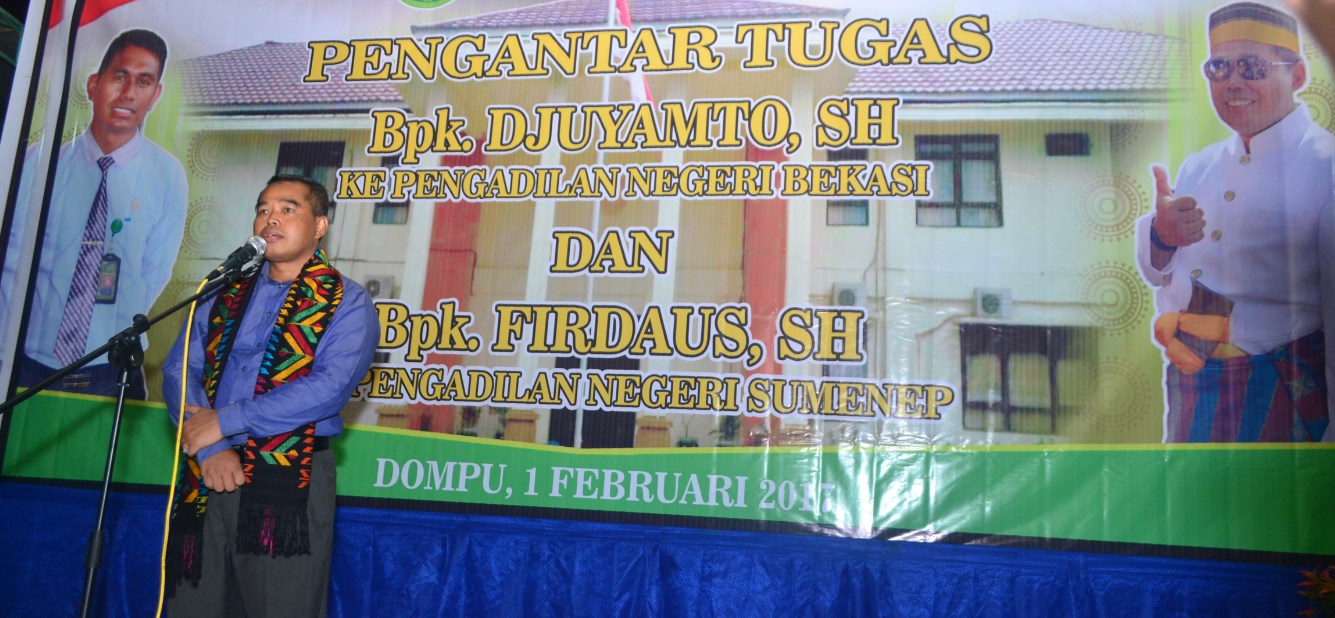 PENGANTAR TUGAS
Bpk. DJUYAMTO, SH
KE PENGADILAN NEGERI BEKASI
DAN
Bpk. FIRDAUS, SH
PENGADILAN NEGERI SUMENEP
DOMPU, 1 FEBRUARI 2017